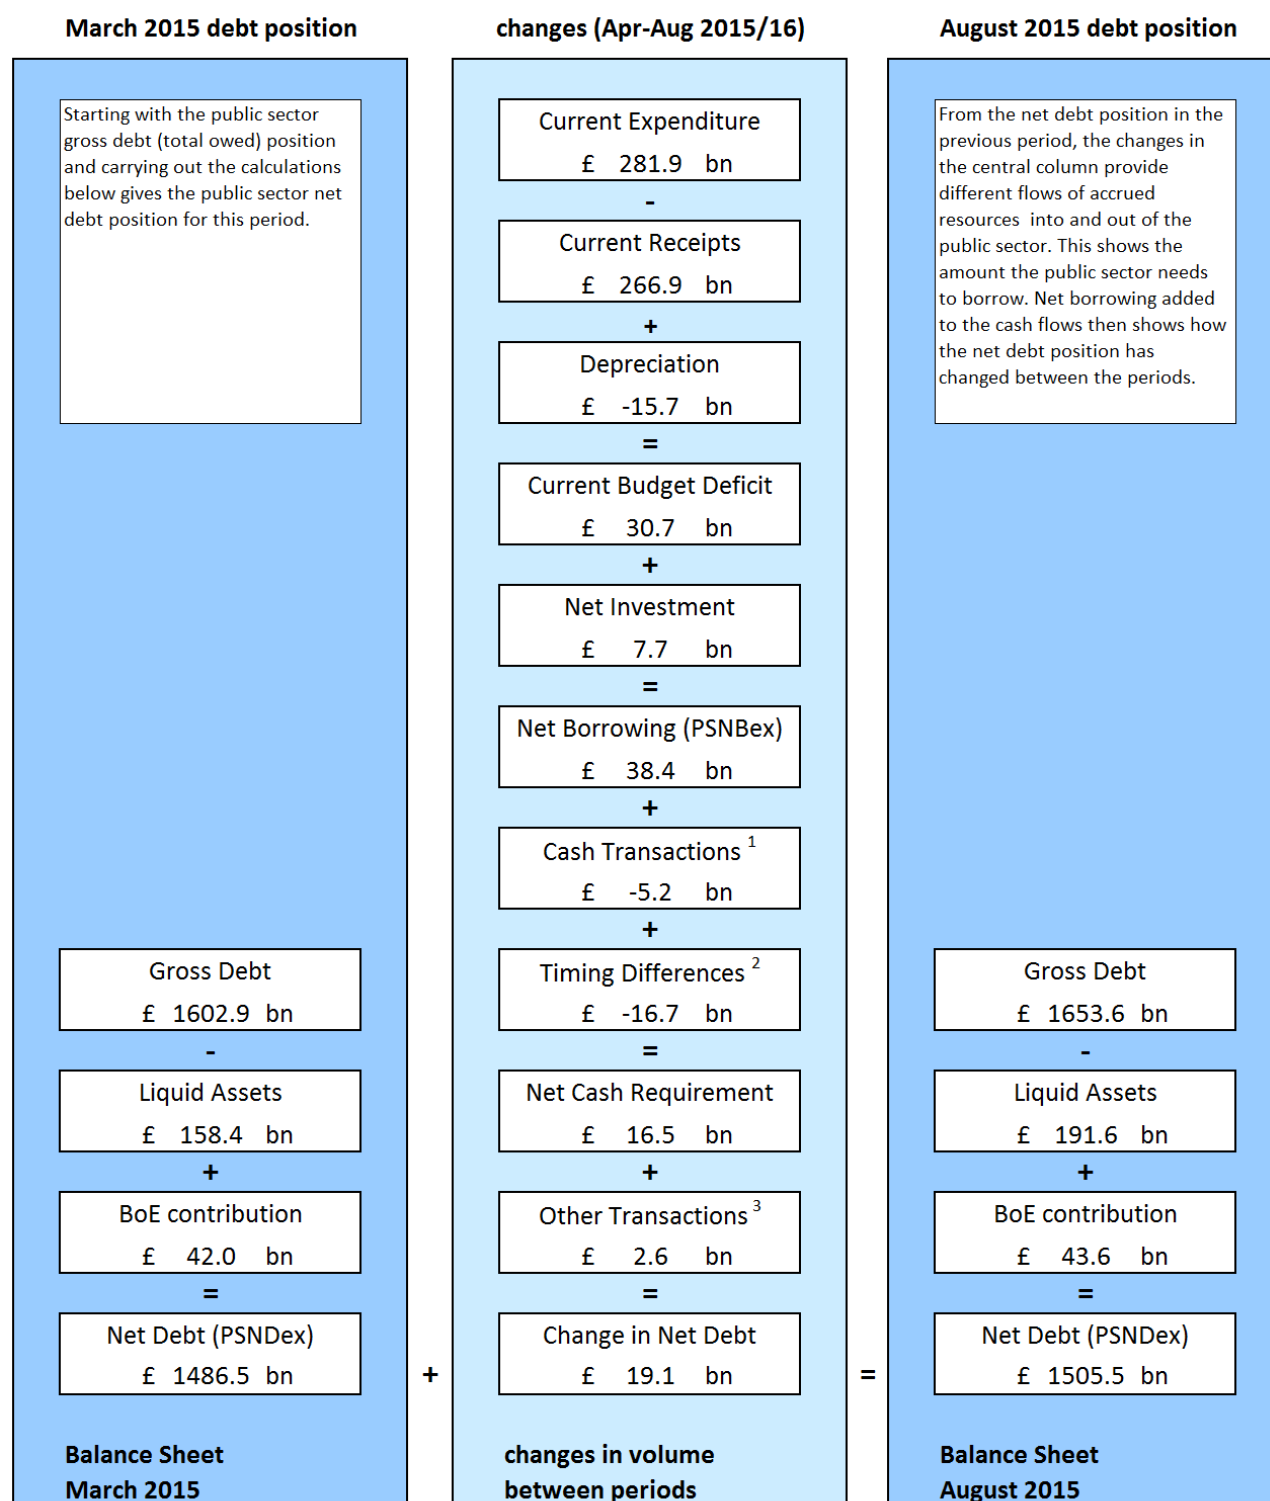 March 2015 debt position
Starting with the public sector
gross debt (total owed) position
and carrying out the calculations
below gives the public sector net
debt position for this period.
Gross Debt
£ 1602.9 bn
-
Liquid Assets
£ 158.4 bn
+
BoE contribution
£ 42.0 bn
=
Net Debt (PSNDex)
£ 1486.5 bn
Balance Sheet
March 2015
+
changes (Apr-Aug 2015/16)
Current Expenditure
£ 281.9 bn
-
Current Receipts
£ 266.9 bn
+
Depreciation
£ -15.7 bn
=
Current Budget Deficit
£ 30.7 bn
+
Net Investment
£ 7.7 bn
=
Net Borrowing (PSNBex)
£ 38.4 bn
+
Cash Transactions 1
£ -5.2 bn
+
Timing Differences 2
£ -16.7 bn
=
Net Cash Requirement
£ 16.5 bn
+
Other Transactions 3
£ 2.6 bn
=
Change in Net Debt
£ 19.1 bn
changes in volume
between periods
=
August 2015 debt position
From the net debt position in the
previous period, the changes in
the central column provide
different flows of accrued
resources into and out of the
public sector. This shows the
amount the public sector needs
to borrow. Net borrowing added
to the cash flows then shows how
the net debt position has
changed between the periods.
Gross Debt
£ 1653.6 bn
-
Liquid Assets
£ 191.6 bn
+
BoE contribution
£ 43.6 bn
=
Net Debt (PSNDex)
£ 1505.5 bn
Balance Sheet
August 2015